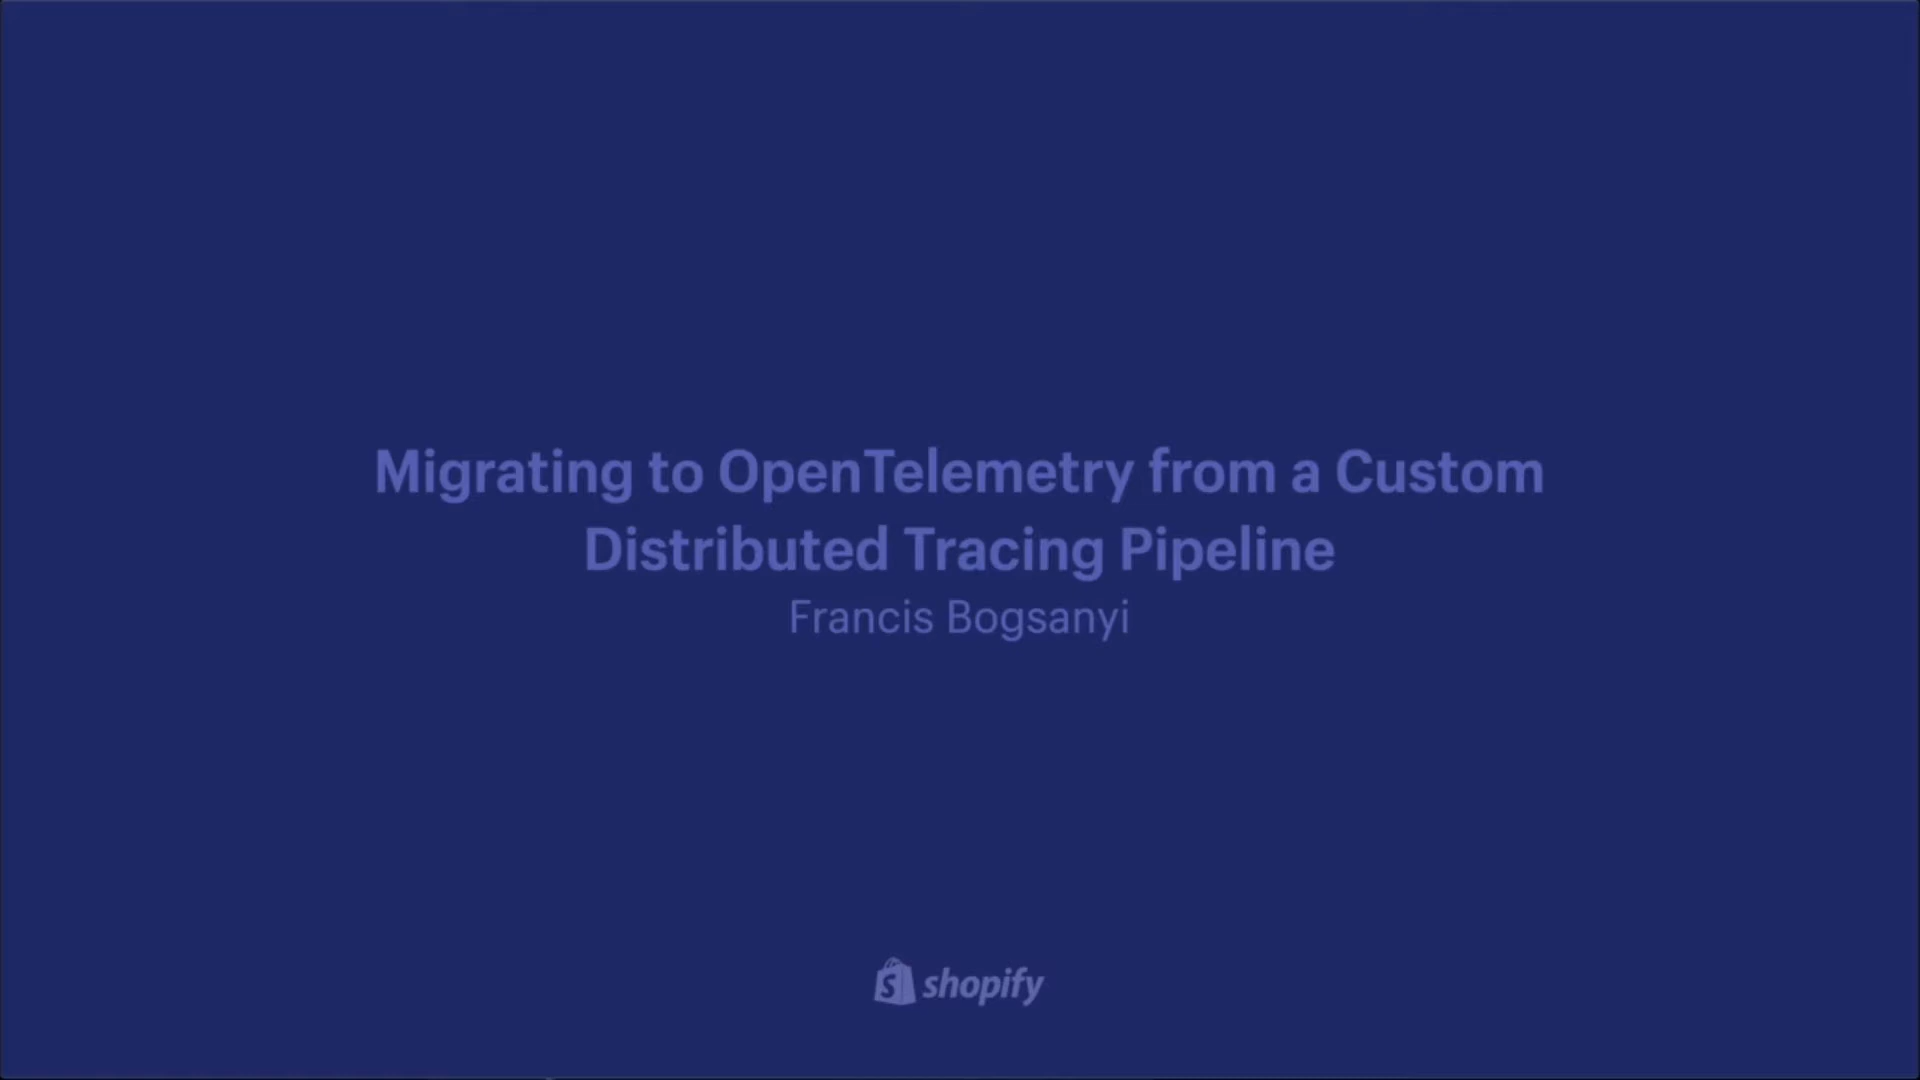 Migrating to OpenTelemetry from a Custom
Distributed Tracing Pipeline
Francis Bogsanyi
shopify